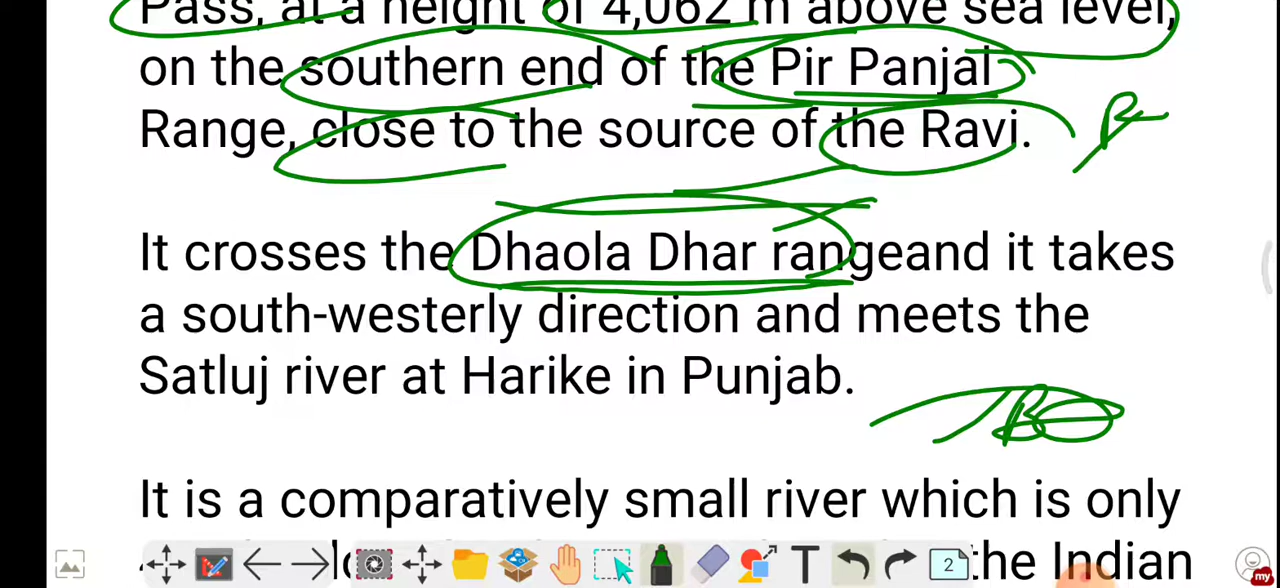 Pass, at a height of 4,062 m above sea level,
on the southern end of the Pir Panjal
Range, close to the source of the Ravi.
It crosses the Dhaola Dhar rangeand it takes
a south-westerly direction and meets the
Satluj river at Harike in Punjab.
It is a comparatively small river which is only
the Indian
2
my